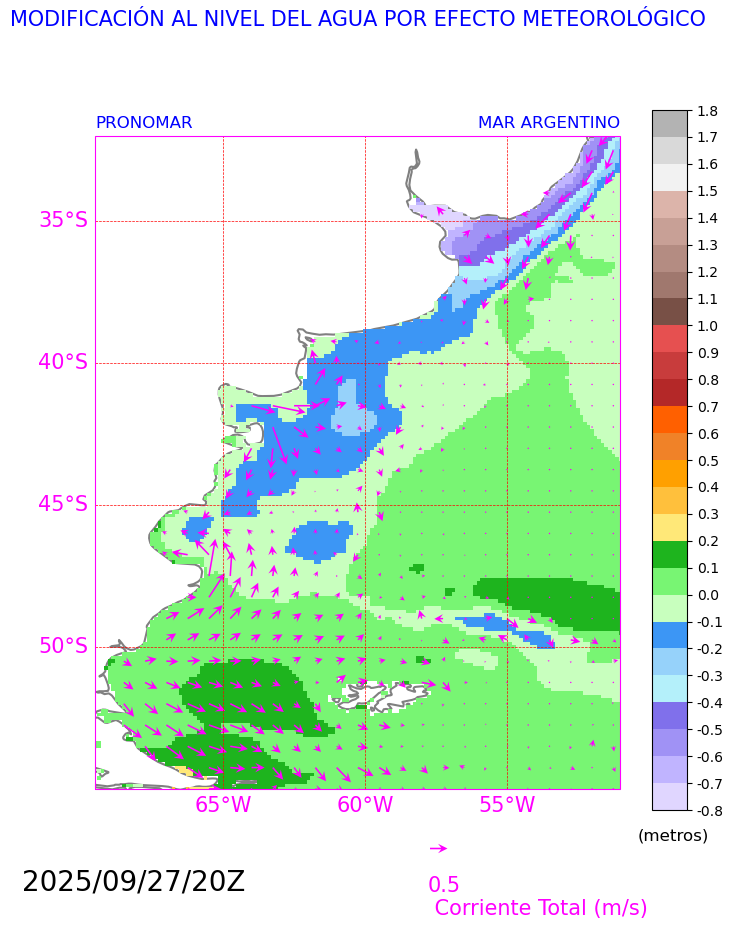 MODIFICACIÓN AL NIVEL DEL AGUA POR EFECTO METEOROLÓGICO
PRONOMAR
MAR ARGENTINO
35°S
40°S
45°S
50°S
65°W
60°W
55°W
1.8
1.7
1.6
1.5
1.4
1.3
1.2
1.1
1.0
0.9
0.8
0.7
0.6
0.5
0.4
0.3
0.2
0.1
0.0
-0.1
-0.2
-0.3
-0.4
-0.5
-0.6
-0.7
-0.8
(metros)
2025/09/27/20Z
0.5
Corriente Total (m/s)